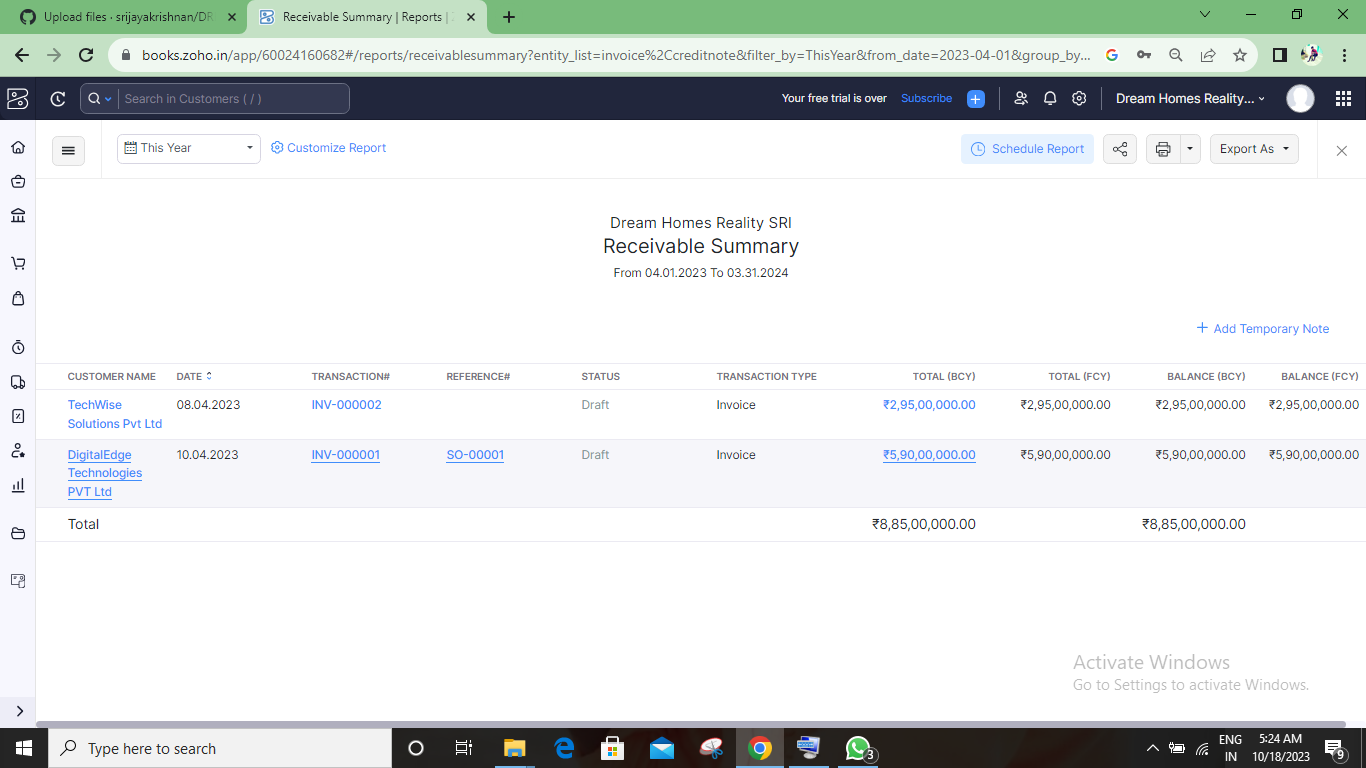 Upload files · srijayakrishnan/DR
Receivable Summary | Reports |
books.zoho.in/app/60024160682#/reports/receivablesummary?entity_list=invoice%2Ccreditnote&filter_by=ThisYear&from_date=2023-04-01&group_by...
Search in Customers ( / )
Your free trial is over
Subscribe
Dream Homes Reality...
This Year
Customize Report
Schedule Report
Export As
Dream Homes Reality SRI
Receivable Summary
From 04.01.2023 To 03.31.2024
+ Add Temporary Note
CUSTOMER NAME DATE TRANSACTION# REFERENCE# STATUS TRANSACTION TYPE TOTAL (BCY) TOTAL (FCY) BALANCE (BCY) BALANCE (FCY)
TechWise 08.04.2023 INV-000002 Draft Invoice ₹2,95,00,000.00 ₹2,95,00,000.00 ₹2,95,00,000.00 ₹2,95,00,000.00
Solutions Pvt Ltd
DigitalEdge 10.04.2023 INV-000001 SO-00001 Draft Invoice ₹5,90,00,000.00 ₹5,90,00,000.00 ₹5,90,00,000.00 ₹5,90,00,000.00
Technologies
PVT Ltd
Total ₹8,85,00,000.00 ₹8,85,00,000.00
Activate Windows
Go to Settings to activate Windows.
Type here to search
3
ENG
IN
5:24 AM
10/18/2023
9